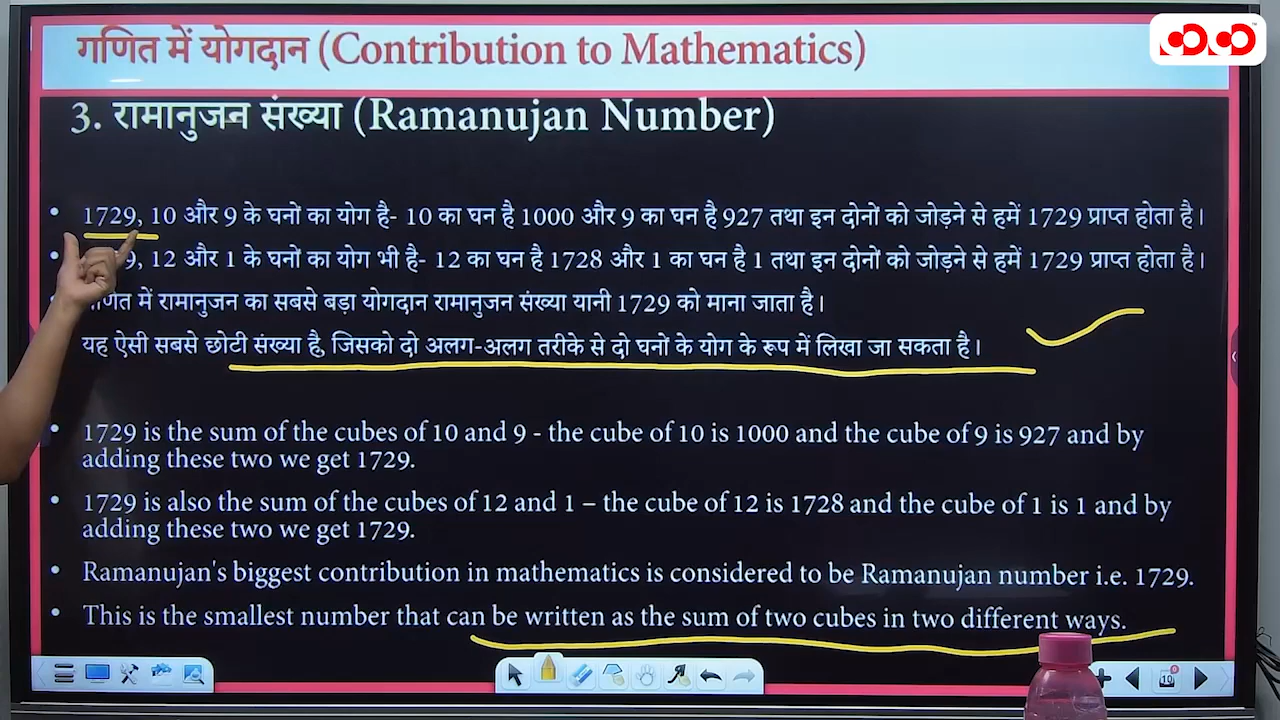 गणित में योगदान (Contribution to Mathematics)
3. रामानुजन संख्या (Ramanujan Number)
• 1729, 10 और 9 के घनों का योग है- 10 का घन है 1000 और 9 का घन है 927 तथा इन दोनों को जोड़ने से हमें 1729 प्राप्त होता है।
• 9, 12 और 1 के घनों का योग भी है- 12 का घन है 1728 और 1 का घन है 1 तथा इन दोनों को जोड़ने से हमें 1729 प्राप्त होता है।
में रामानुजन का सबसे बड़ा योगदान रामानुजन संख्या यानी 1729 को माना जाता है।
यह ऐसी सबसे छोटी संख्या है, जिसको दो अलग-अलग तरीके से दो घनों के योग के रूप में लिखा जा सकता है।
• 1729 is the sum of the cubes of 10 and 9 - the cube of 10 is 1000 and the cube of 9 is 927 and by
adding these two we get 1729.
• 1729 is also the sum of the cubes of 12 and 1 – the cube of 12 is 1728 and the cube of 1 is 1 and by
adding these two we get 1729.
• Ramanujan's biggest contribution in mathematics is considered to be Ramanujan number i.e. 1729.
• This is the smallest number that can be written as the sum of two cubes in two different ways.
10